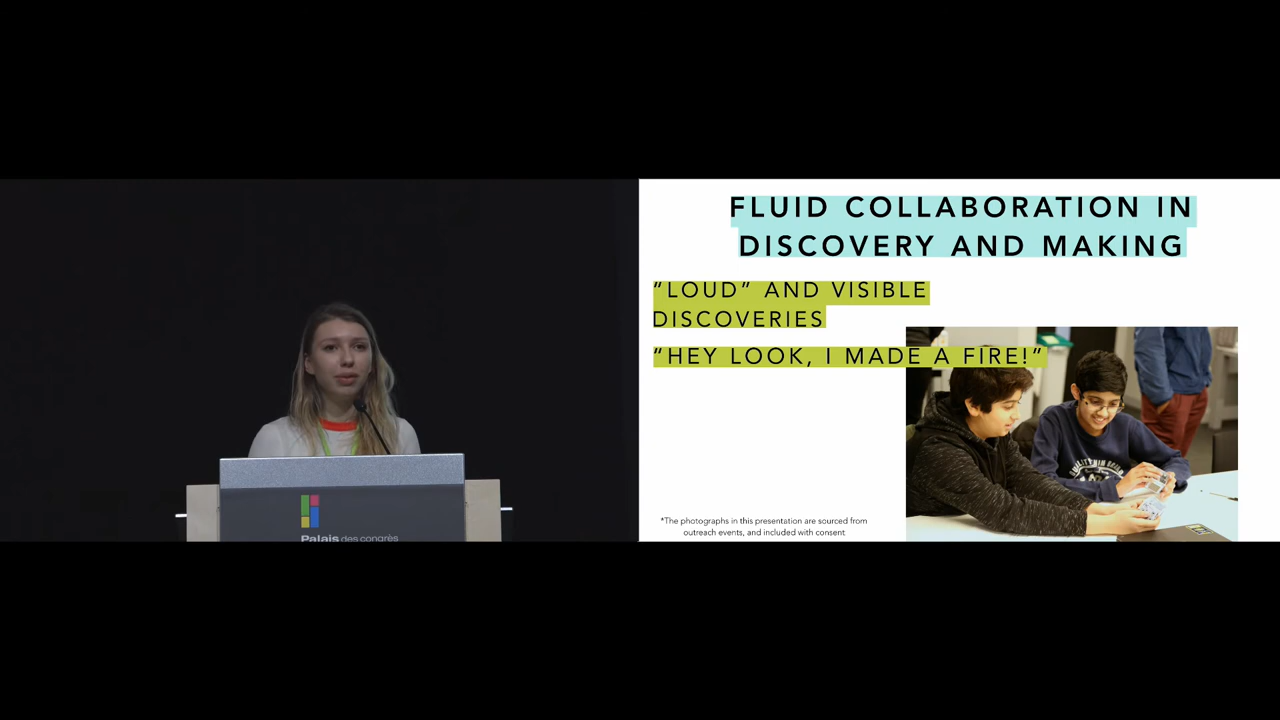 FLUID COLLABORATION IN
DISCOVERY AND MAKING
"LOUD" AND VISIBLE
DISCOVERIES
"HEY LOOK, I MADE A FIRE!"
*The photographs in this presentation are sourced from
outreach events, and included with consent
Palais des congrès